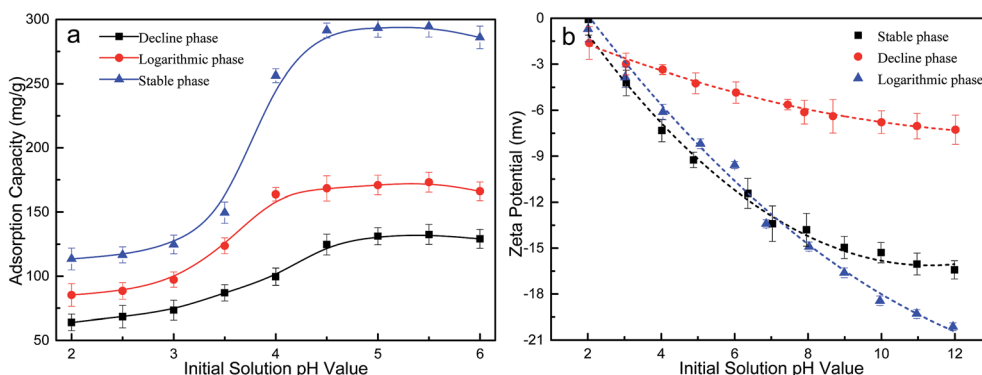 a
Decline phase
Logarithmic phase
Stable phase
Adsorption Capacity (mg/g)
300
250
200
150
100
50
2 3 4 5 6
Initial Solution pH Value
b
Stable phase
Decline phase
Logarithmic phase
Zeta Potential (mv)
0
-3
-6
-9
-12
-15
-18
-21
0 2 4 6 8 10 12
Initial Solution pH Value